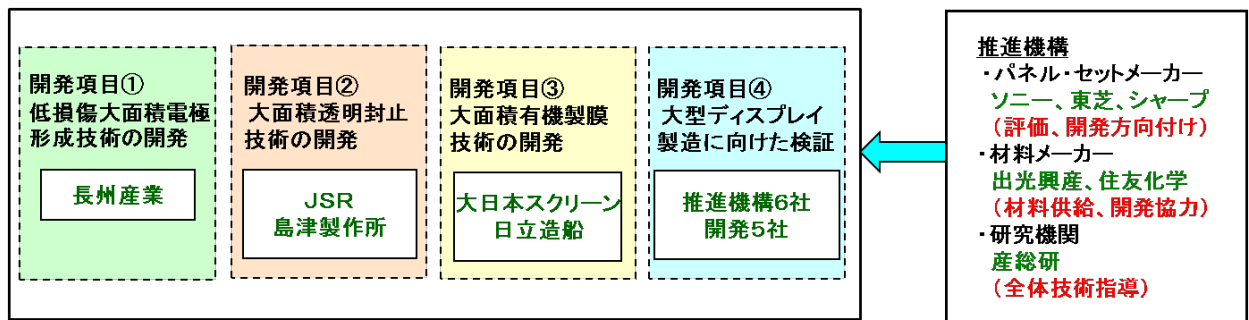 開発項目①
低損傷大面積電極
形成技術の開発
長州産業
開発項目②
大面積透明封止
技術の開発
JSR
島津製作所
開発項目③
大面積有機製膜
技術の開発
大日本スクリーン
日立造船
開発項目④
大型ディスプレイ
製造に向けた検証
推進機構6社
開発5社
推進機構
・パネル・セットメーカー
ソニー、東芝、シャープ
(評価、開発方向付け)
・材料メーカー
出光興産、住友化学
(材料供給、開発協力)
・研究機関
産総研
(全体技術指導)